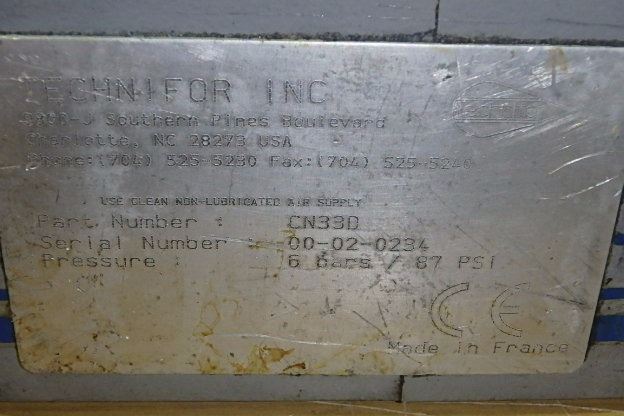 TECHNIFOR INC
Southern Pines Boulevard
Charlotte, NC 28273 USA
Phone:(704) 525-5230 Fax:(704) 525-5240
USE CLEAN NON-LUBRICATED AIR SUPPLY
Part Number : CN33D
Serial Number : 00-02-0234
Pressure : 6 bars / 87 PSI
CE
Made in France